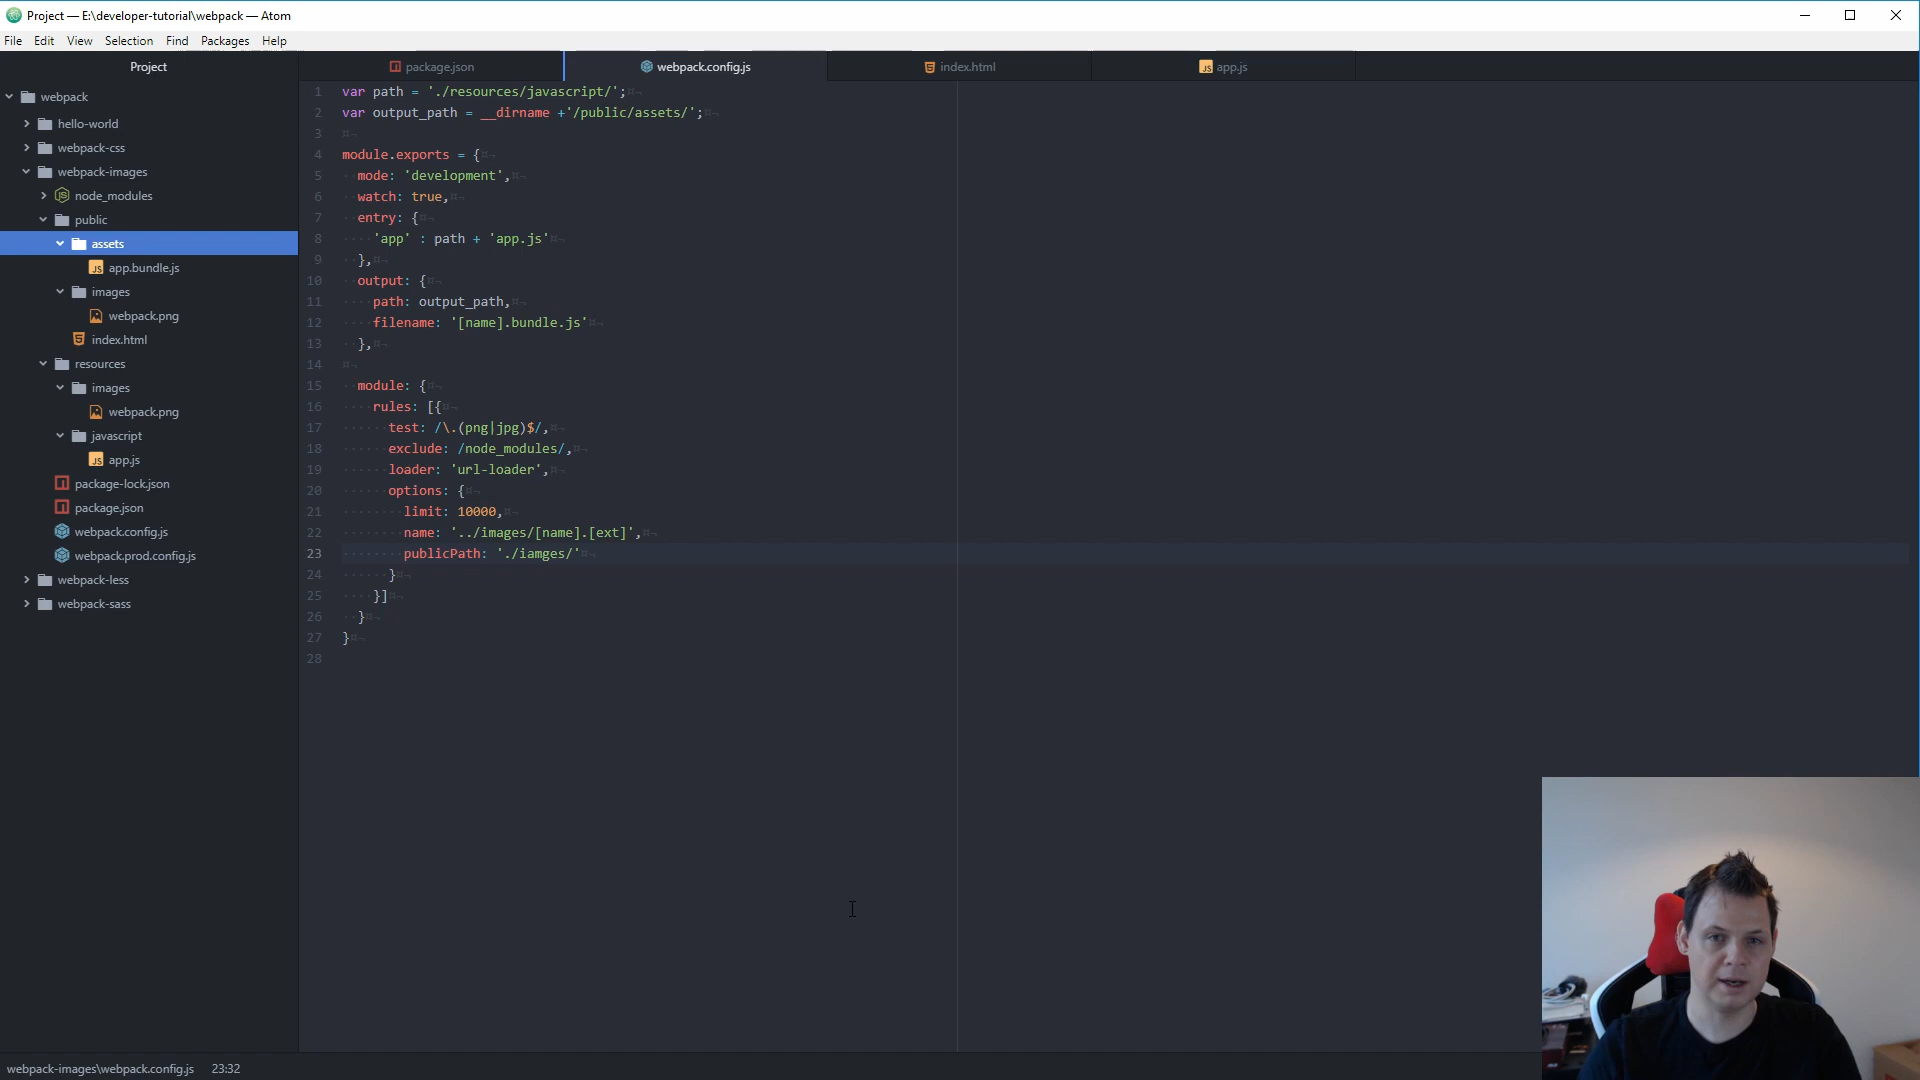 Project — E:\developer-tutorial\webpack — Atom
File Edit View Selection Find Packages Help
Project
package.json
webpack.config.js
index.html
app.js
webpack
hello-world
webpack-css
webpack-images
node_modules
public
assets
app.bundle.js
images
webpack.png
index.html
resources
images
webpack.png
javascript
app.js
package-lock.json
package.json
webpack.config.js
webpack.prod.config.js
webpack-less
webpack-sass
1 var path = './resources/javascript/';
2 var output_path = __dirname +'/public/assets/';
3
4 module.exports = {
5 mode: 'development',
6 watch: true,
7 entry: {
8 'app' : path + 'app.js'
9 },
10 output: {
11 path: output_path,
12 filename: '[name].bundle.js'
13 },
14
15 module: {
16 rules: [{
17 test: /\.(png|jpg)$/,
18 exclude: /node_modules/,
19 loader: 'url-loader',
20 options: {
21 limit: 10000,
22 name: '../images/[name].[ext]',
23 publicPath: './iamges/'
24 }
25 }]
26 }
27 }
28
webpack-images\webpack.config.js 23:32